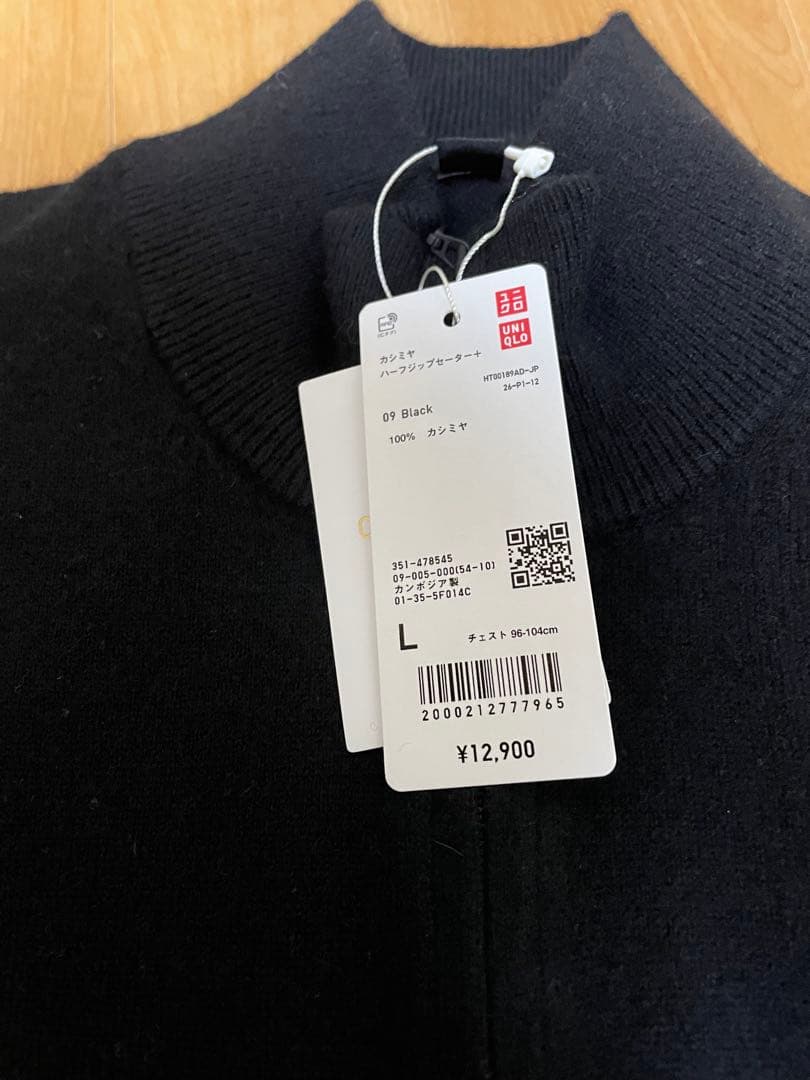 ユニ
クロ
UNI
QLO
カシミヤ
ハーフジップセーター＋
HT00189AD-JP
26-P1-12
09 Black
100% カシミヤ
351-478545
09-005-000(54-10)
カンボジア製
01-35-5F014C
L チェスト 96-104cm
2000212777965
¥12,900